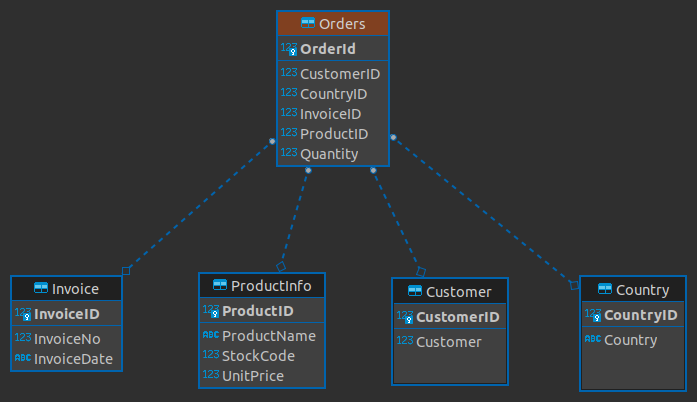 Orders
123 OrderId
123 CustomerID
123 CountryID
123 InvoiceID
123 ProductID
123 Quantity
Invoice
123 InvoiceID
123 InvoiceNo
ABC InvoiceDate
ProductInfo
123 ProductID
ABC ProductName
123 StockCode
123 UnitPrice
Customer
123 CustomerID
123 Customer
Country
123 CountryID
ABC Country